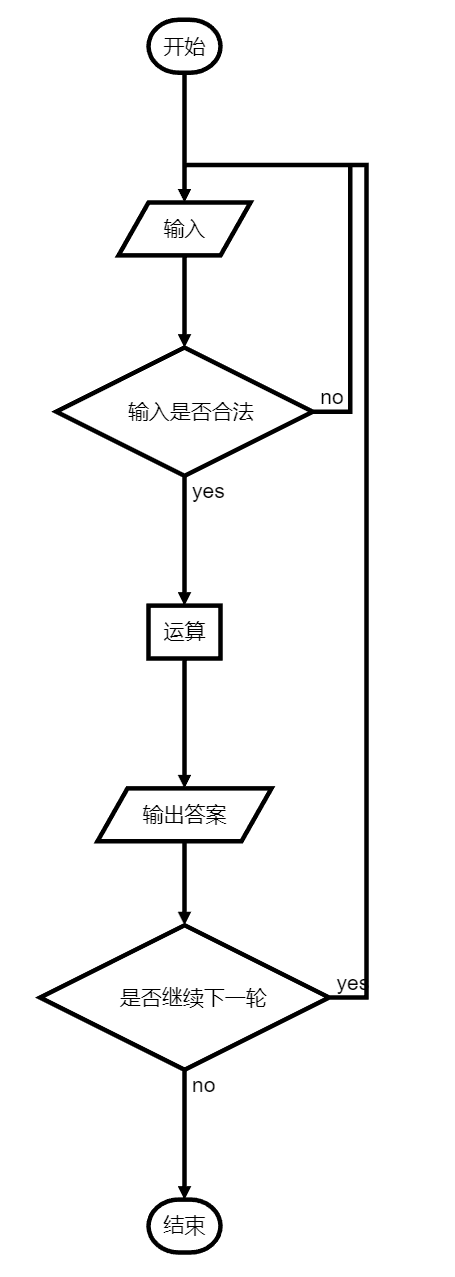 开始
输入
no
输入是否合法
yes
运算
输出答案
yes
是否继续下一轮
no
结束